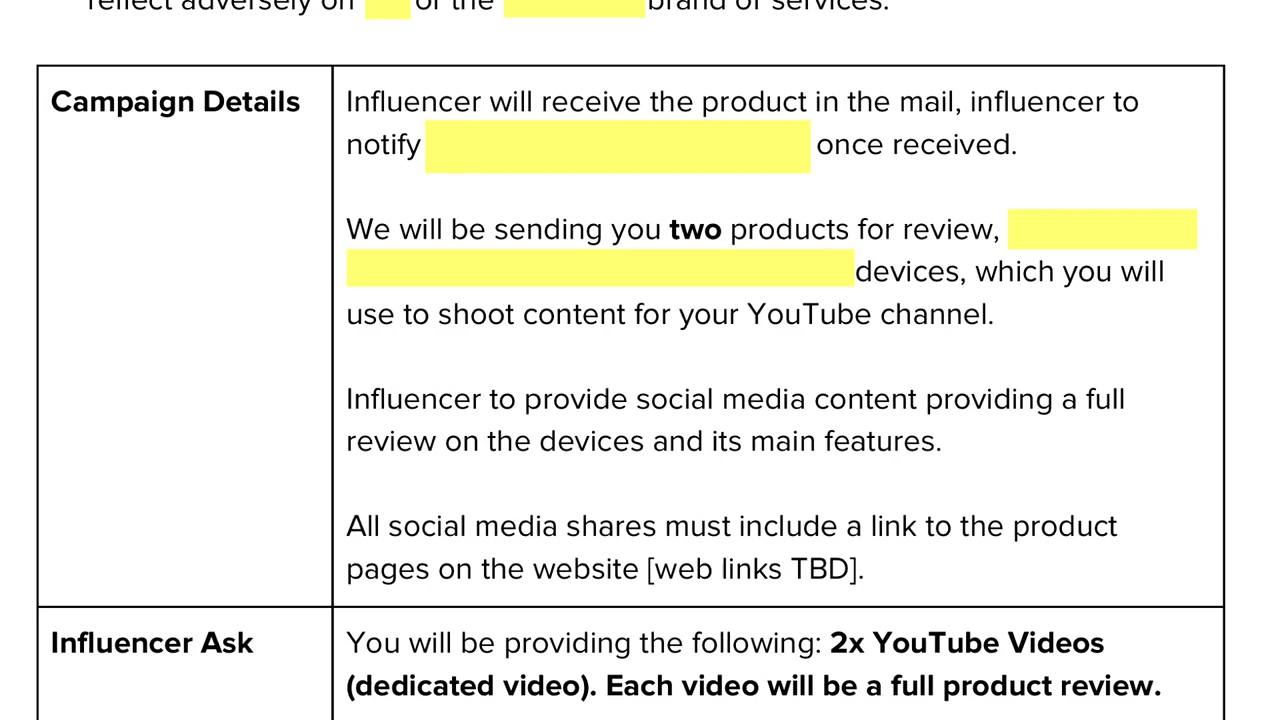 reflect adversely on or the brand or services.
Campaign Details
Influencer will receive the product in the mail, influencer to
notify once received.
We will be sending you two products for review,
devices, which you will
use to shoot content for your YouTube channel.
Influencer to provide social media content providing a full
review on the devices and its main features.
All social media shares must include a link to the product
pages on the website [web links TBD].
Influencer Ask
You will be providing the following: 2x YouTube Videos
(dedicated video). Each video will be a full product review.